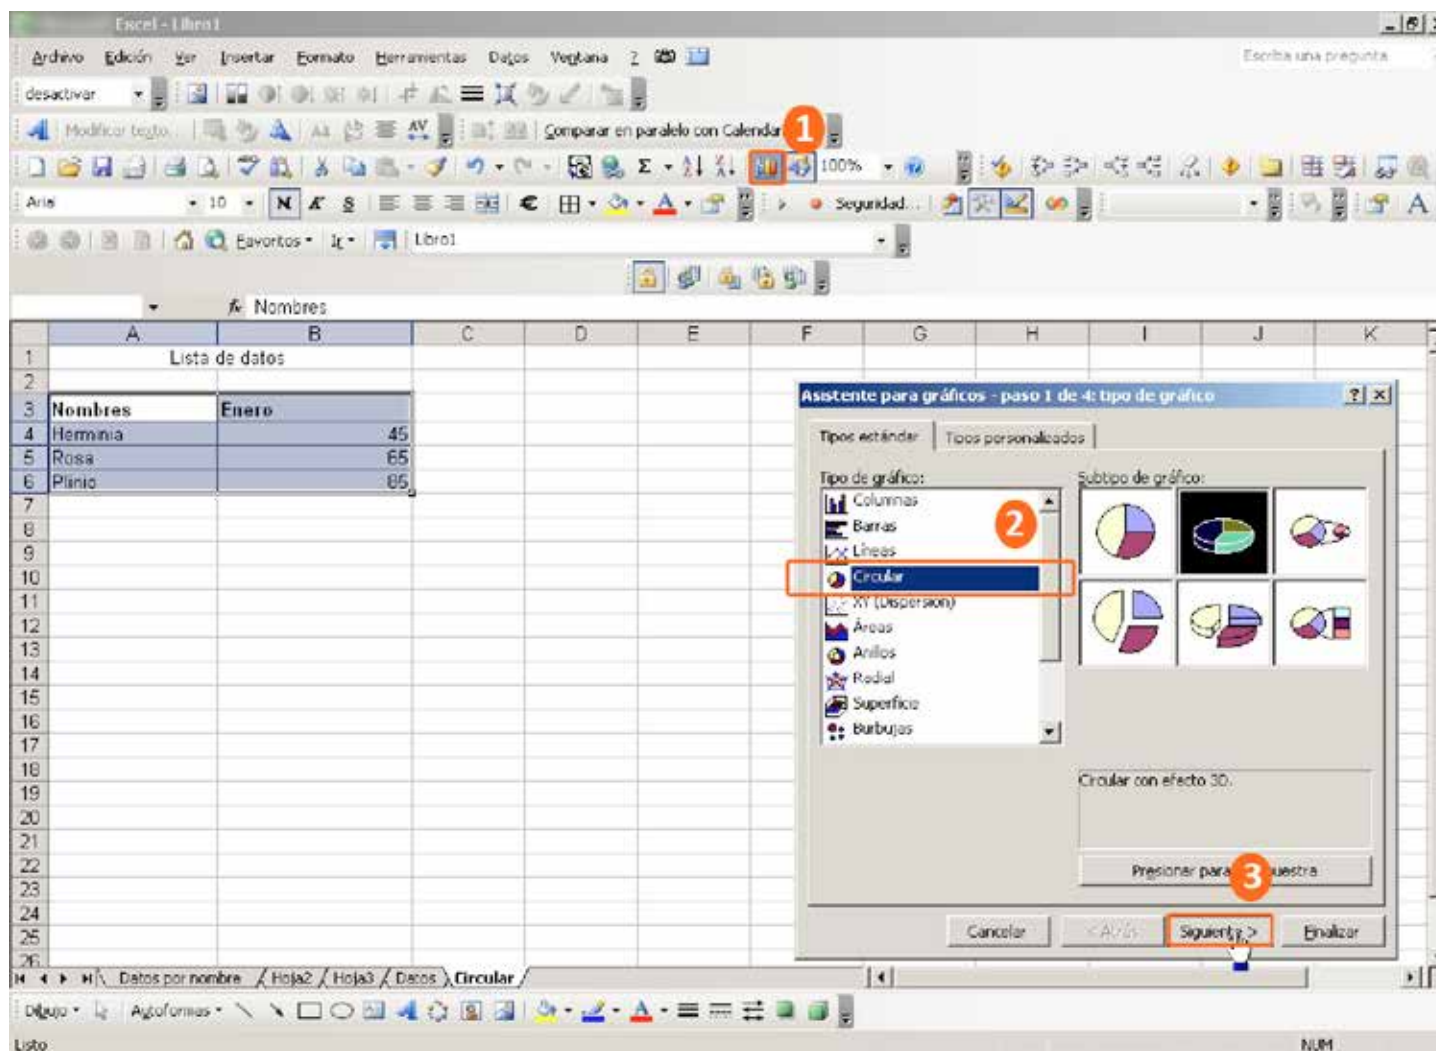 Excel - Libro1
Archivo Edición Ver Insertar Formato Herramientas Datos Ventana ? Escriba una pregunta
desactivar
Modificar texto... AV Comparar en paralelo con Calendar 1
Σ 100%
10 N K S € A Seguridad... A
Favoritos Ir Libro1
fx Nombres
A B C D E F G H I J K
1 Lista de datos
2
3 Nombres Enero
4 Herminia 45
5 Rosa 65
6 Plinio 85
7
8
9
10
11
12
13
14
15
16
17
18
19
20
21
22
23
24
25
26
Asistente para gráficos - paso 1 de 4: tipo de gráfico ? x
Tipos estándar Tipos personalizados
Tipo de gráfico: Subtipo de gráfico:
Columnas
Barras
2
Líneas
Circular
XY (Dispersión)
Áreas
Anillos
Radial
Superficie
Burbujas
Circular con efecto 3D.
Presionar para 3 uestra
Cancelar < Atrás Siguiente > Finalizar
Datos por nombre Hoja2 Hoja3 Datos Circular
Dibujo Autoformas A
Listo NUM